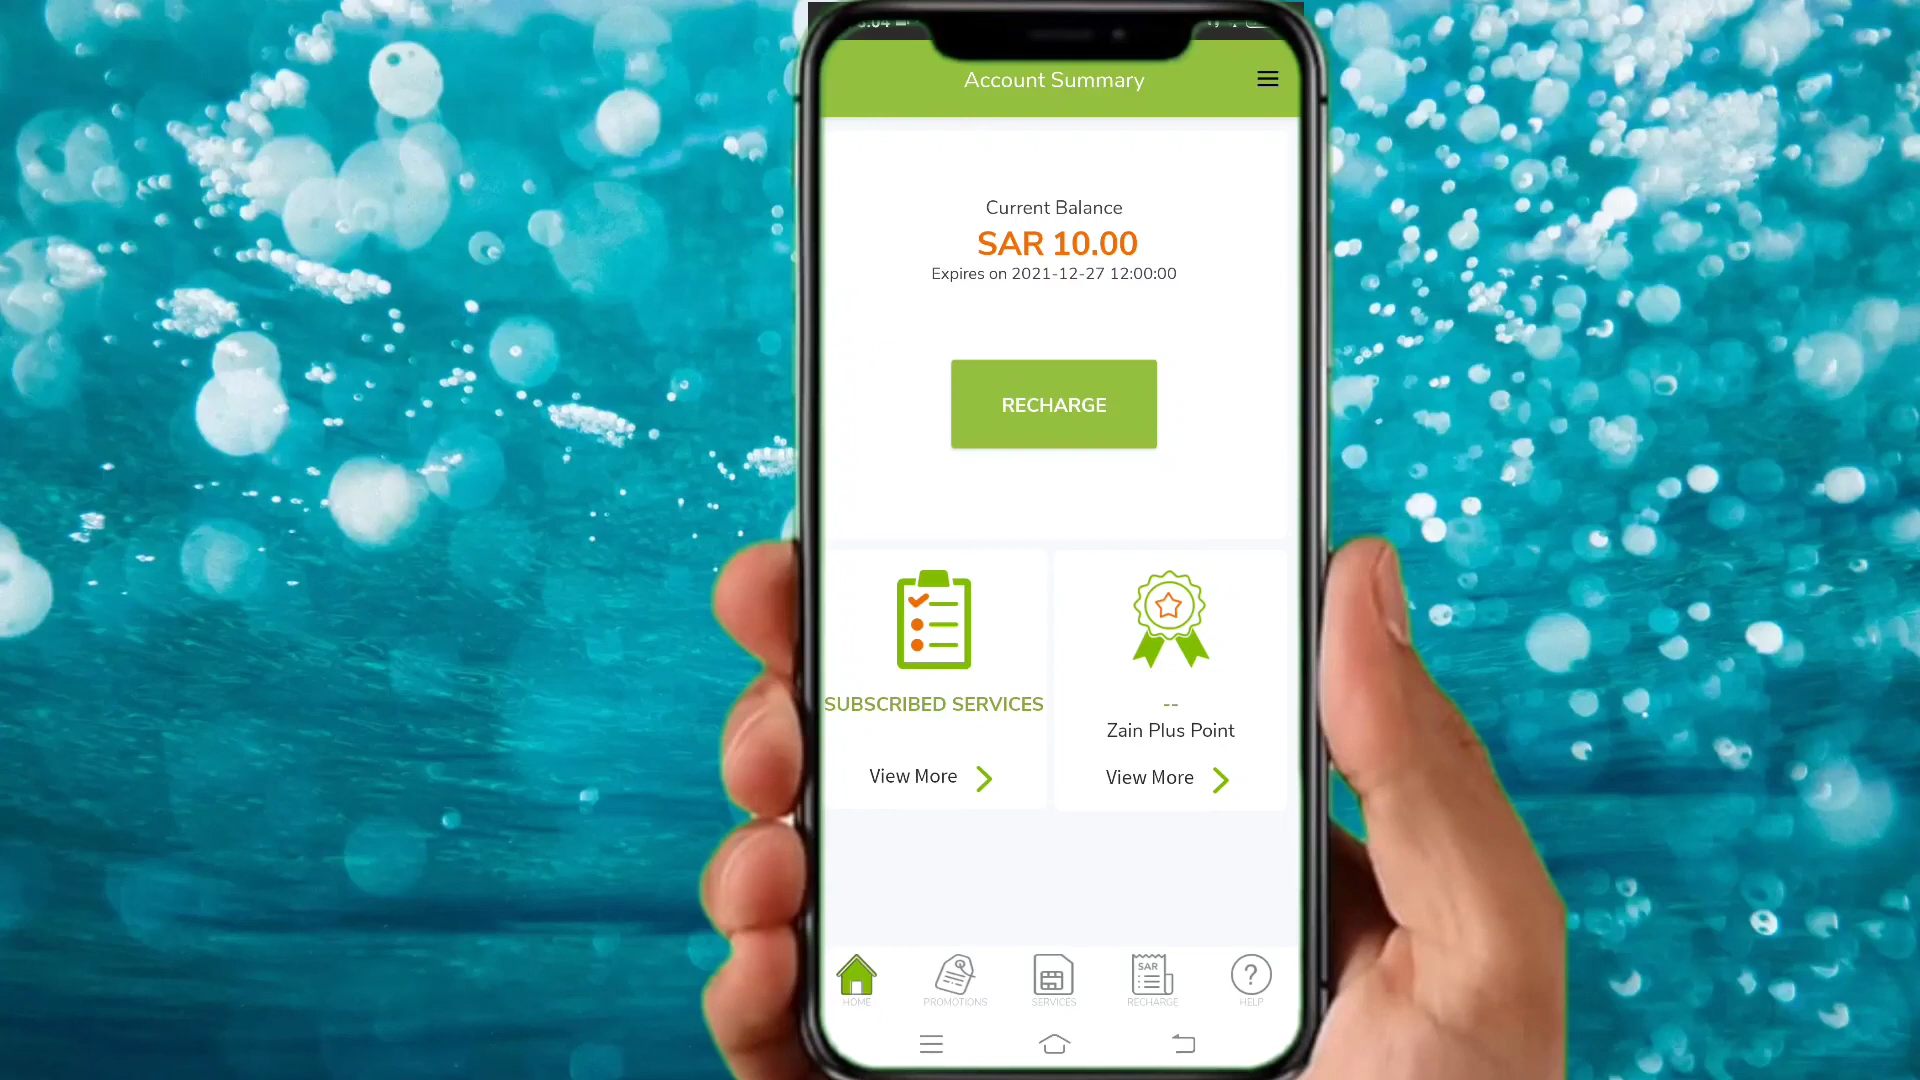 Account Summary
Current Balance
SAR 10.00
Expires on 2021-12-27 12:00:00
RECHARGE
SUBSCRIBED SERVICES
View More
--
Zain Plus Point
View More
HOME
PROMOTIONS
SERVICES
SAR
RECHARGE
?
HELP